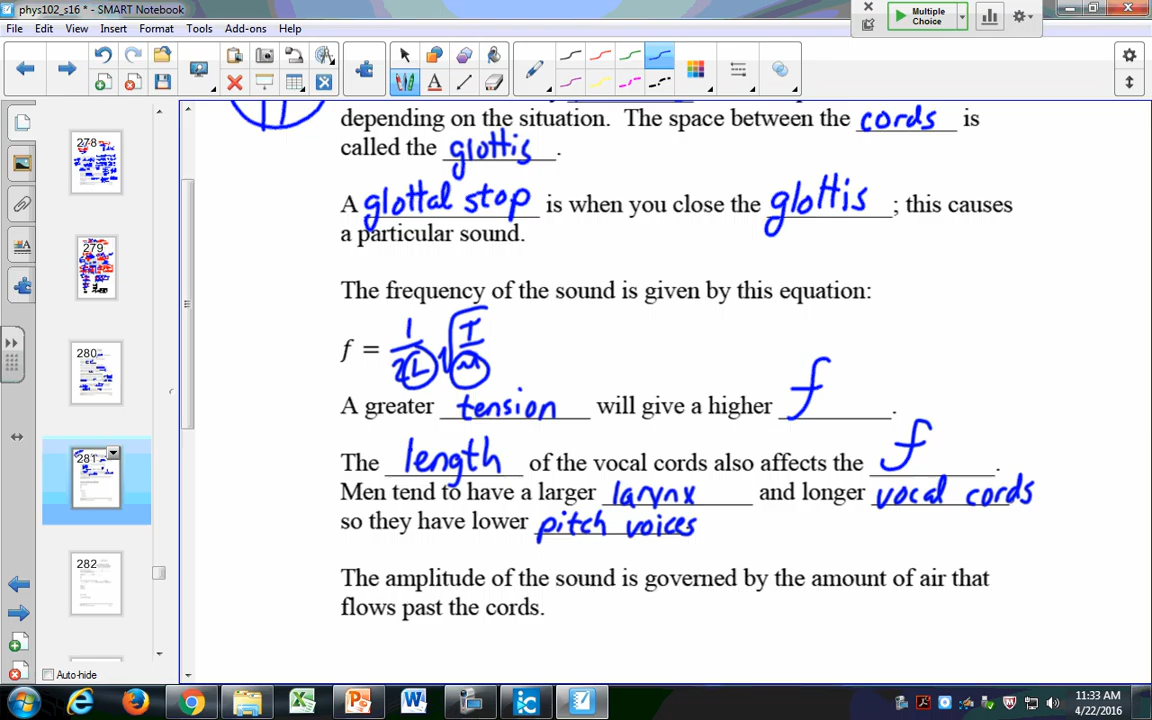 phys102_s16 * - SMART Notebook
Multiple Choice
File Edit View Insert Format Tools Add-ons Help
depending on the situation. The space between the cords is
called the glottis.
A glottal stop is when you close the glottis; this causes
a particular sound.
The frequency of the sound is given by this equation:
f = 1/2L √T/M
A greater tension will give a higher f.
The length of the vocal cords also affects the f.
Men tend to have a larger larynx and longer vocal cords
so they have lower pitch voices
The amplitude of the sound is governed by the amount of air that
flows past the cords.
278
279
280
281
282
Auto-hide
11:33 AM
4/22/2016